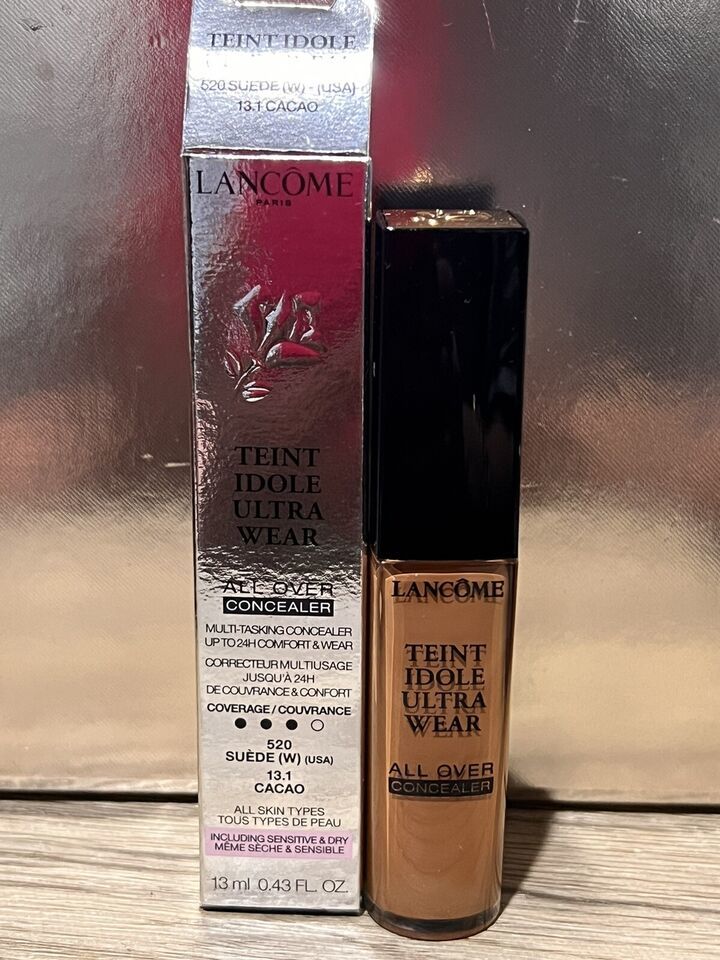 TEINT IDOLE
520 SUEDE (W) - (USA)
13.1 CACAO
LANCÔME
PARIS
TEINT
IDOLE
ULTRA
WEAR
ALL OVER
CONCEALER
MULTI-TASKING CONCEALER
UP TO 24H COMFORT & WEAR
CORRECTEUR MULTIUSAGE
JUSQU'À 24H
DE COUVRANCE & CONFORT
COVERAGE / COUVRANCE
520
SUÈDE (W) (USA)
13.1
CACAO
ALL SKIN TYPES
TOUS TYPES DE PEAU
INCLUDING SENSITIVE & DRY
MÊME SÈCHE & SENSIBLE
13 ml 0.43 FL. OZ.
LANCÔME
TEINT
IDOLE
ULTRA
WEAR
ALL OVER
CONCEALER